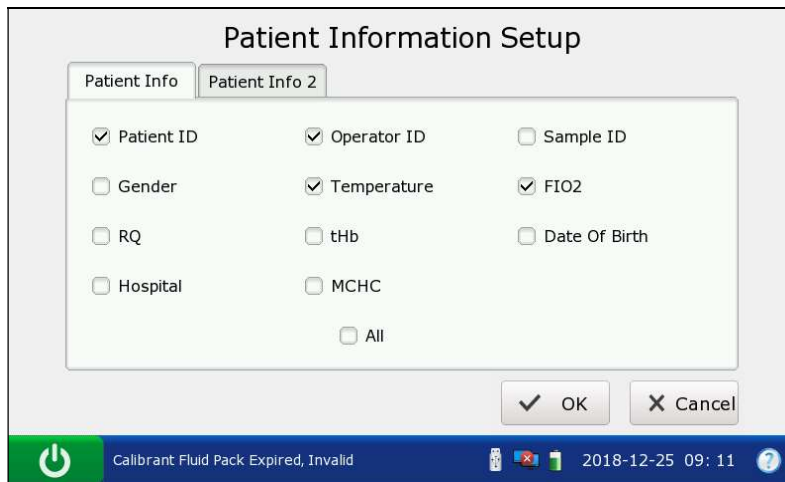 Patient Information Setup
Patient Info Patient Info 2
Patient ID Operator ID Sample ID
Gender Temperature FIO2
RQ tHb Date Of Birth
Hospital MCHC
All
OK Cancel
Calibrant Fluid Pack Expired, Invalid 2018-12-25 09: 11 ?